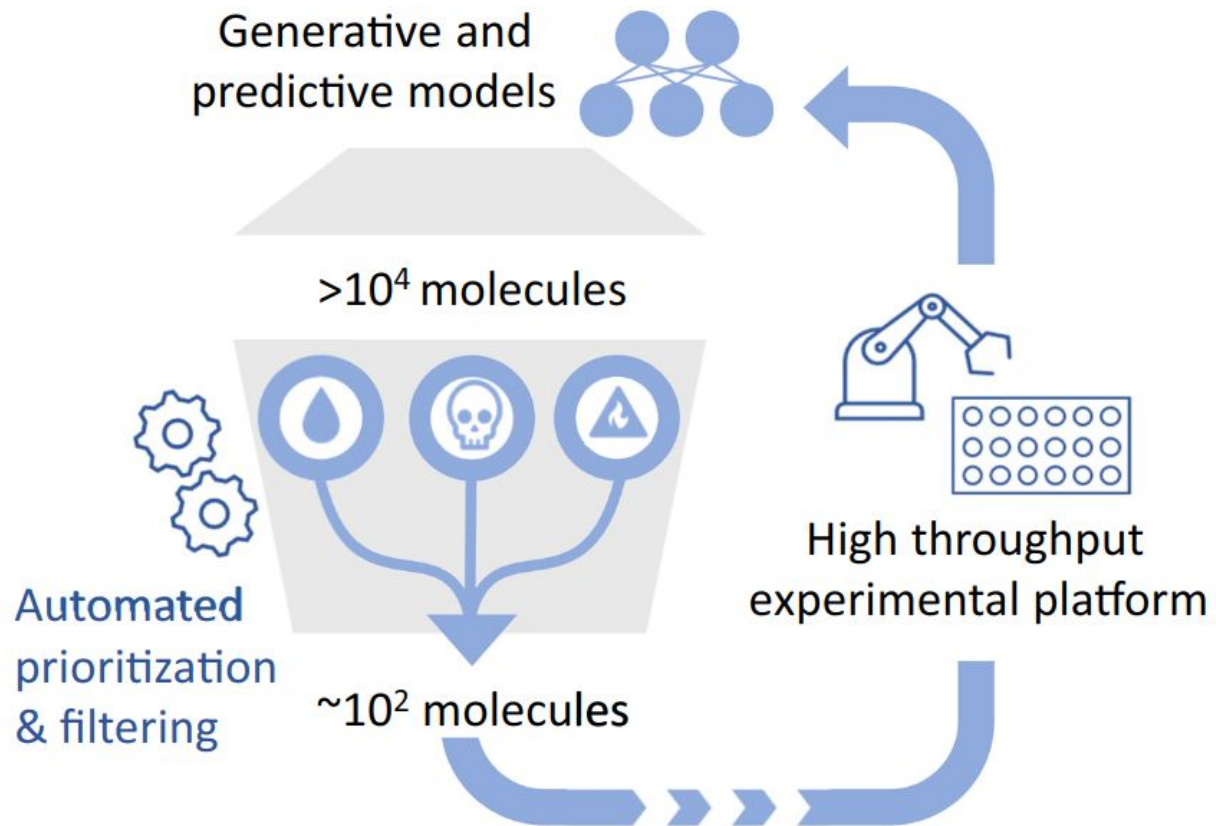 Generative and
predictive models
>10⁴ molecules
Automated
prioritization
& filtering
~10² molecules
High throughput
experimental platform